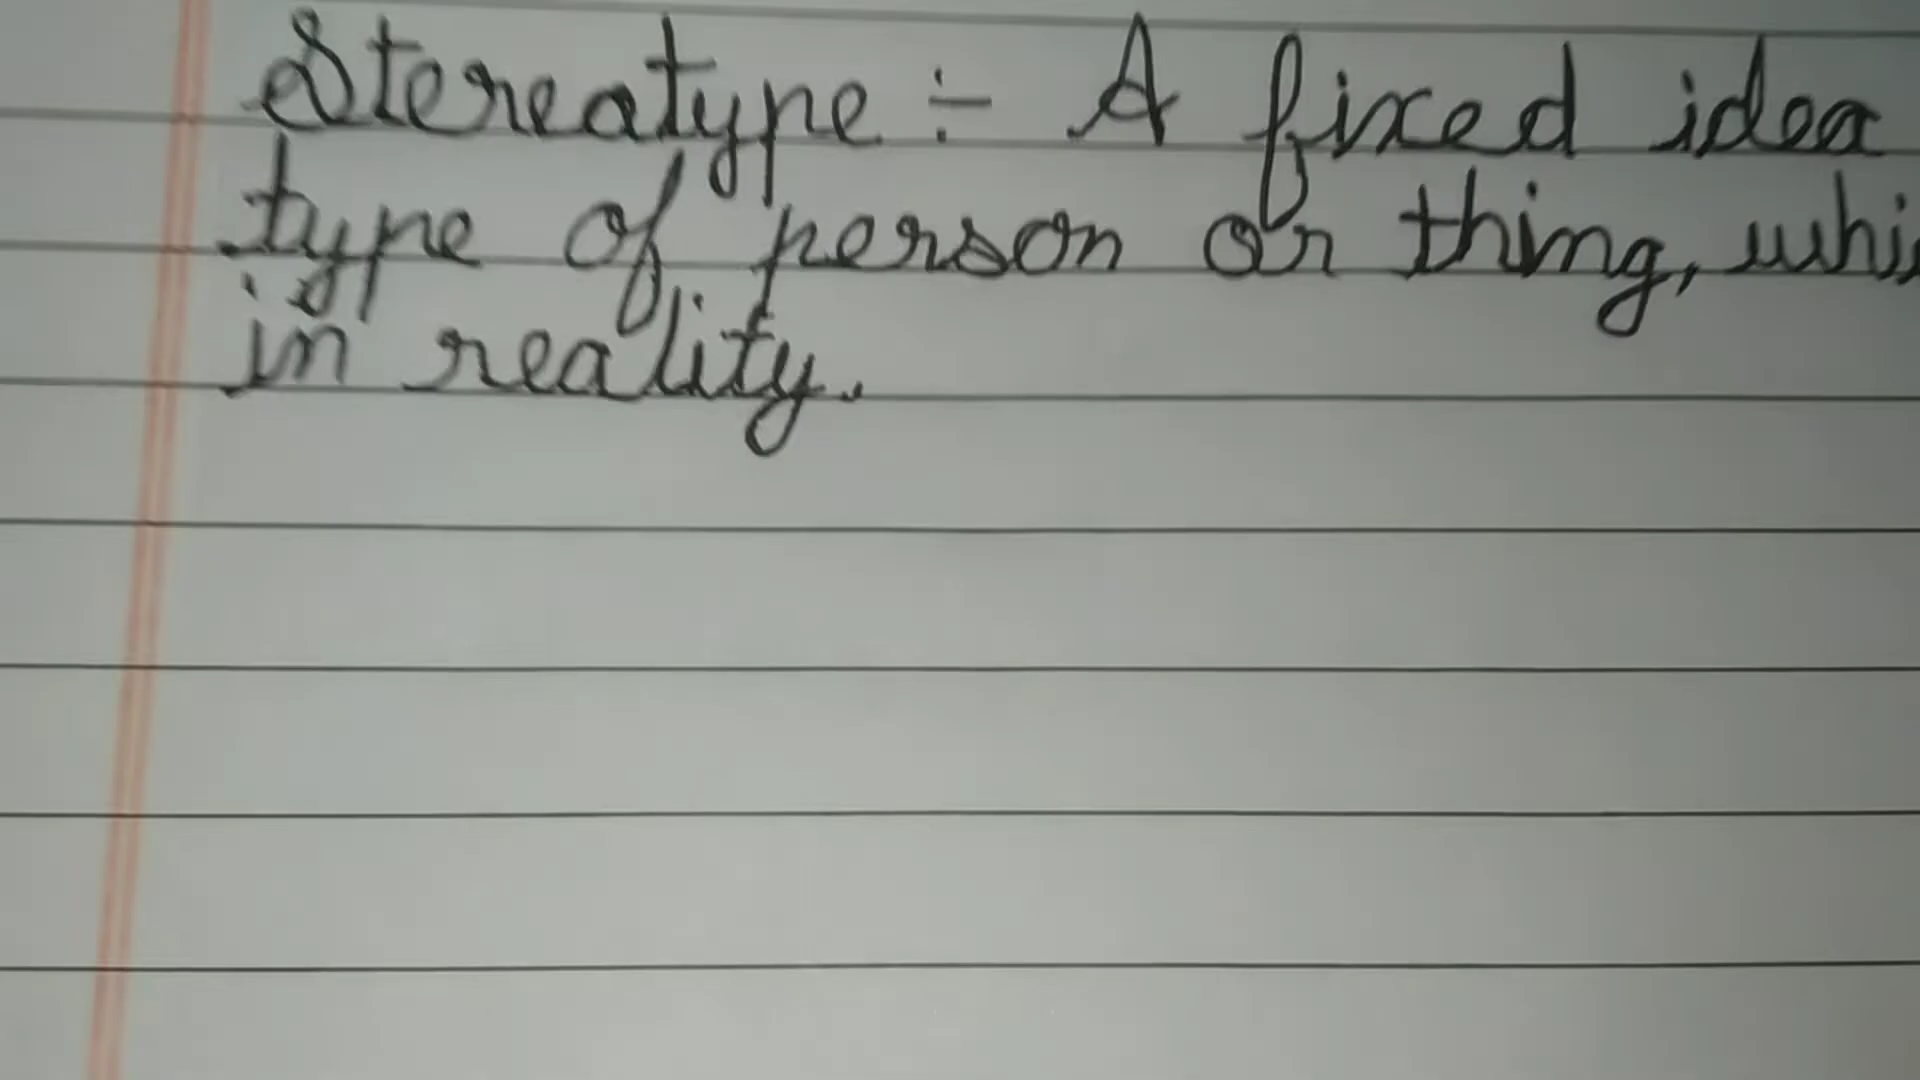 Stereatype :- A fixed idea
type of person or thing, whi
in reality.